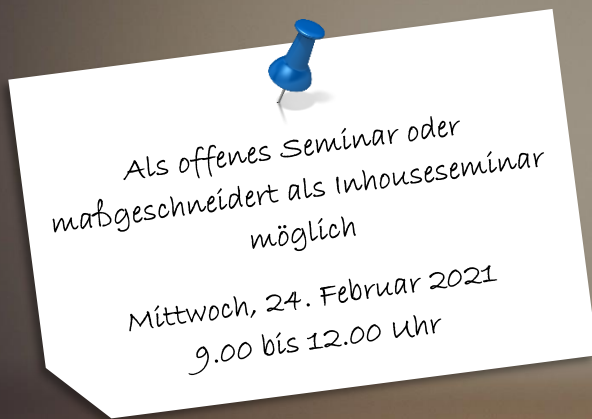 Als offenes Seminar oder
maßgeschneidert als Inhouseseminar
möglich
Mittwoch, 24. Februar 2021
9.00 bis 12.00 Uhr